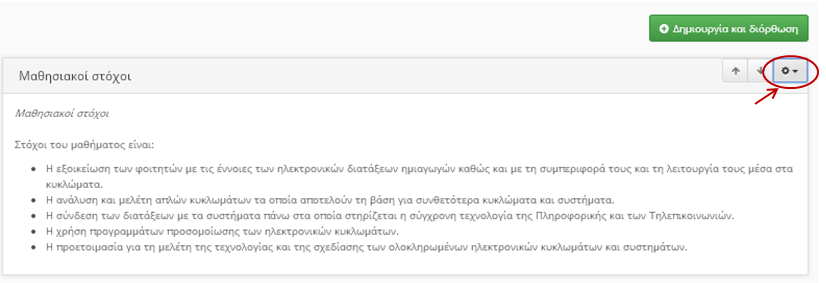 Δημιουργία και διόρθωση
Μαθησιακοί στόχοι
Μαθησιακοί στόχοι
Στόχοι του μαθήματος είναι:
Η εξοικείωση των φοιτητών με τις έννοιες των ηλεκτρονικών διατάξεων ημιαγωγών καθώς και με τη συμπεριφορά τους και τη λειτουργία τους μέσα στα
κυκλώματα.
Η ανάλυση και μελέτη απλών κυκλωμάτα τα οποία αποτελούν τη βάση για συνθετότερα κυκλώματα και συστήματα.
Η σύνδεση των διατάξεων με τα συστήματα πάνω στα οποία στηρίζεται η σύγχρονη τεχνολογία της Πληροφορικής και των Τηλεπικοινωνιών.
Η χρήση προγραμμάτων προσομοίωσης των ηλεκτρονικών κυκλωμάτων.
Η προετοιμασία για τη μελέτη της τεχνολογίας και της σχεδίασης των ολοκληρωμένων ηλεκτρονικών κυκλωμάτων και συστημάτων.